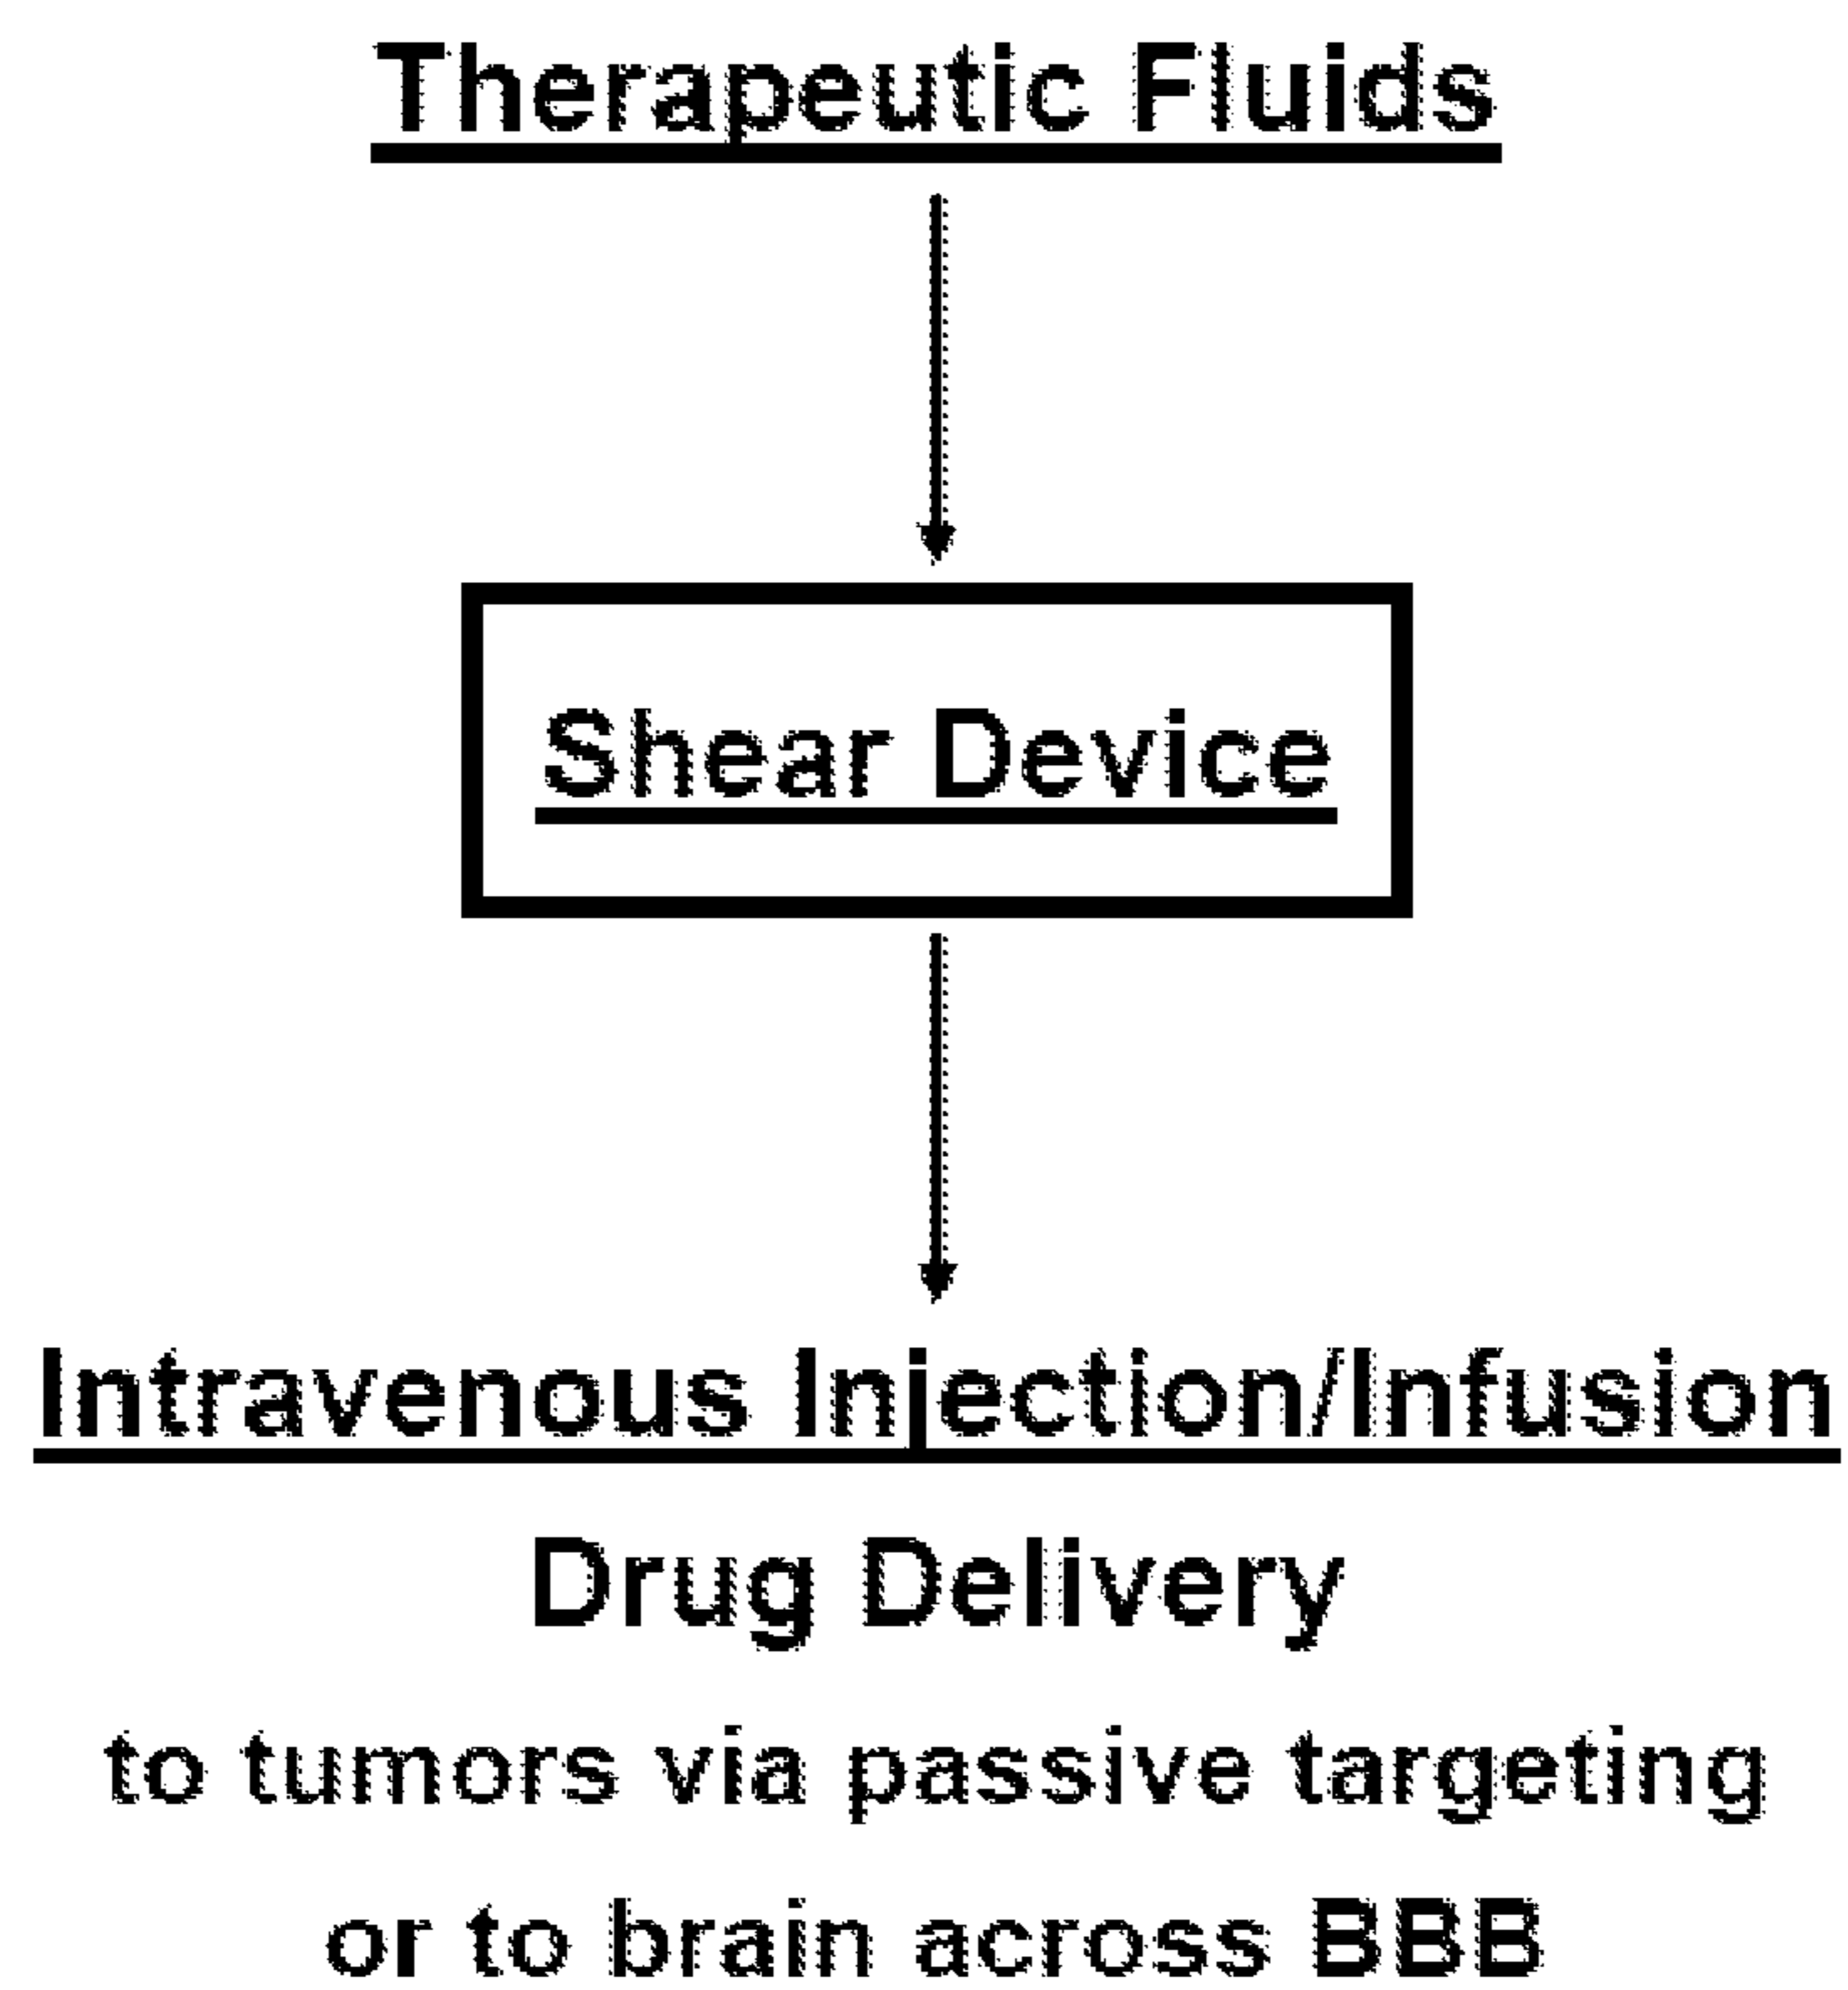 Therapeutic Fluids
Shear Device
Intravenous Injection/Infusion
Drug Delivery
to tumors via passive targeting
or to brain across BBB